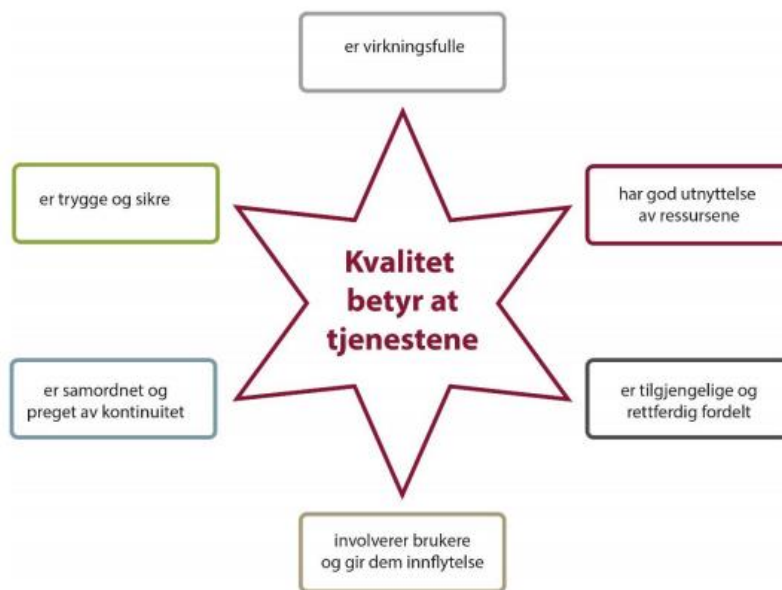 er virkningsfulle
er trygge og sikre
har god utnyttelse
av ressursene
Kvalitet
betyr at
tjenestene
er samordnet og
preget av kontinuitet
er tilgjengelige og
rettferdig fordelt
involverer brukere
og gir dem innflytelse